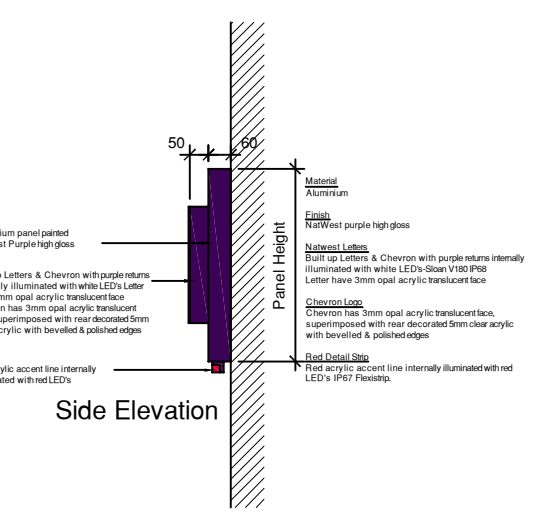 50
60
Panel Height
ium panel painted
st Purple high gloss
Letters & Chevron with purple returns
ly illuminated with white LED's Letter
mm opal acrylic translucent face
n has 3mm opal acrylic translucent
uperimposed with rear decorated 5mm
crylic with bevelled & polished edges
ylic accent line internally
ated with red LED's
Side Elevation
Material
Aluminium
Finish
NatWest purple high gloss
Natwest Letters
Built up Letters & Chevron with purple returns internally
illuminated with white LED's-Sloan V180 IP68
Letter have 3mm opal acrylic translucent face
Chevron Logo
Chevron has 3mm opal acrylic translucent face,
superimposed with rear decorated 5mm clear acrylic
with bevelled & polished edges
Red Detail Strip
Red acrylic accent line internally illuminated with red
LED's IP67 Flexistrip.